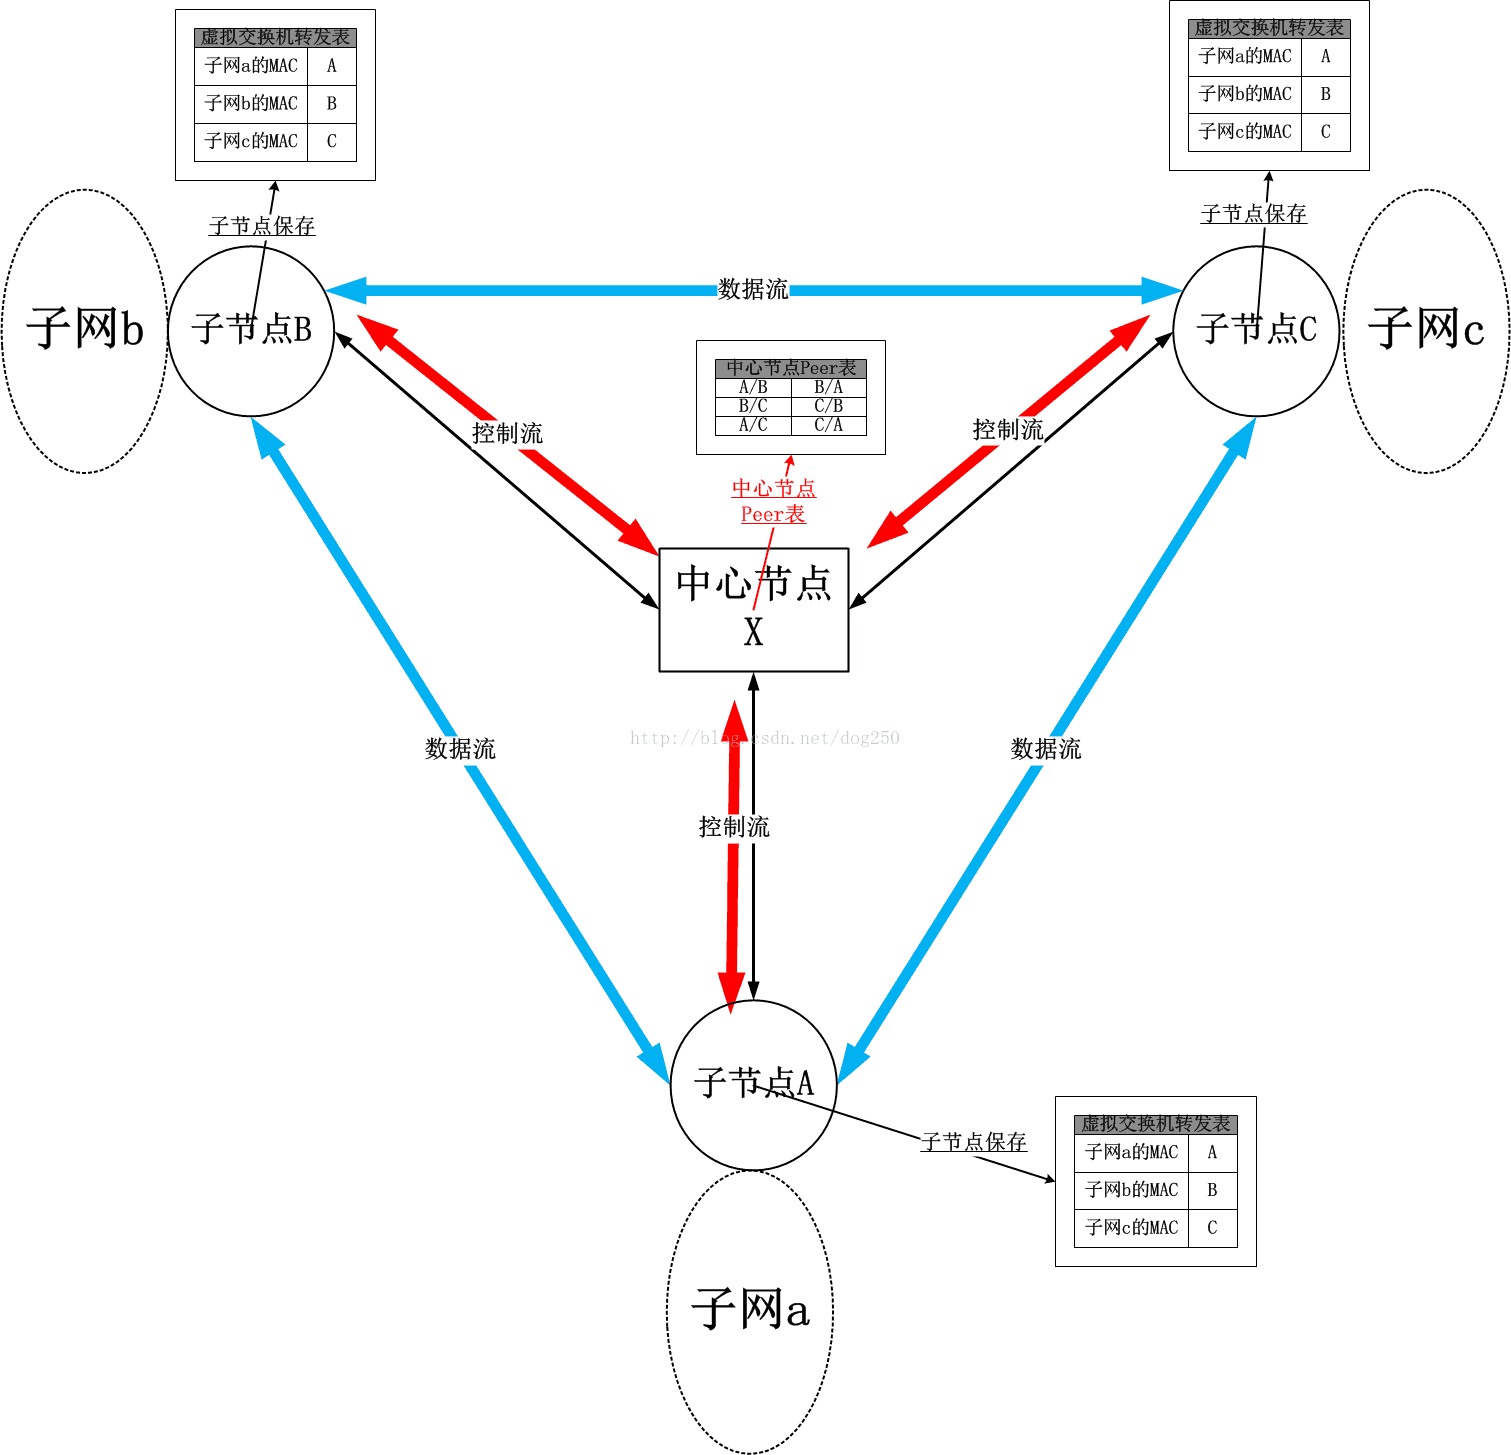 虚拟交换机转发表
子网a的MAC A
子网b的MAC B
子网c的MAC C
虚拟交换机转发表
子网a的MAC A
子网b的MAC B
子网c的MAC C
子节点保存
子节点保存
数据流
子网b
子节点B
子节点C
子网c
中心节点Peer表
A/B B/A
B/C C/B
A/C C/A
控制流
控制流
中心节点
Peer表
中心节点
X
http://blog.csdn.net/dog250
数据流
数据流
控制流
子节点A
子节点保存
虚拟交换机转发表
子网a的MAC A
子网b的MAC B
子网c的MAC C
子网a